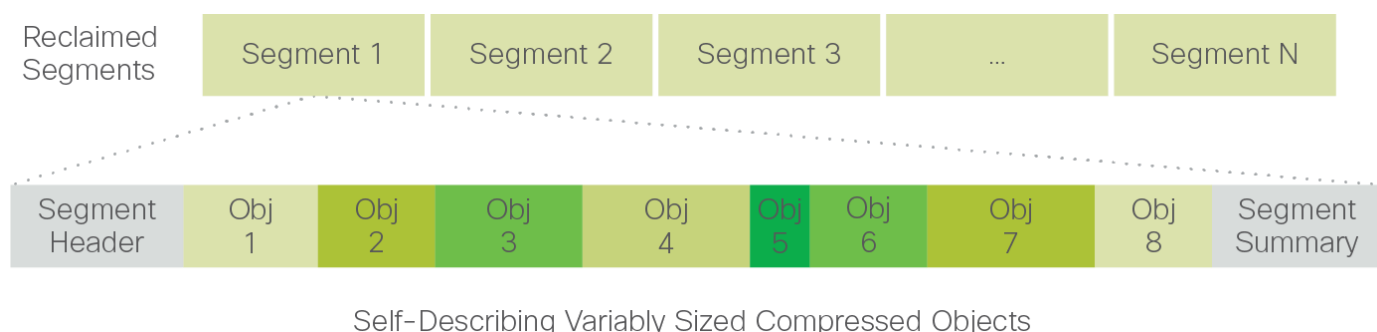 Reclaimed
Segments
Segment 1
Segment 2
Segment 3
...
Segment N
Segment
Header
Obj
1
Obj
2
Obj
3
Obj
4
Obj
5
Obj
6
Obj
7
Obj
8
Segment
Summary
Self-Describing Variably Sized Compressed Objects